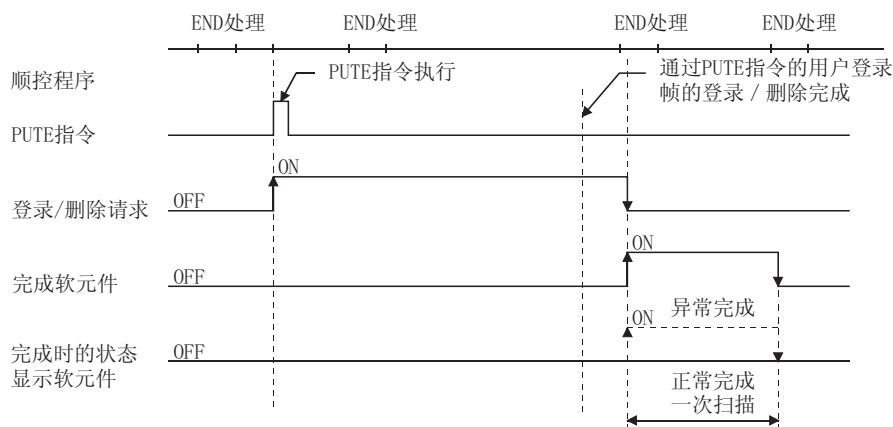 END处理 END处理 END处理 END处理
顺控程序
PUTE指令执行
通过PUTE指令的用户登录
帧的登录 / 删除完成
PUTE指令
ON
登录/删除请求
OFF
ON
完成软元件
OFF
异常完成
ON
完成时的状态
显示软元件
OFF
正常完成
一次扫描